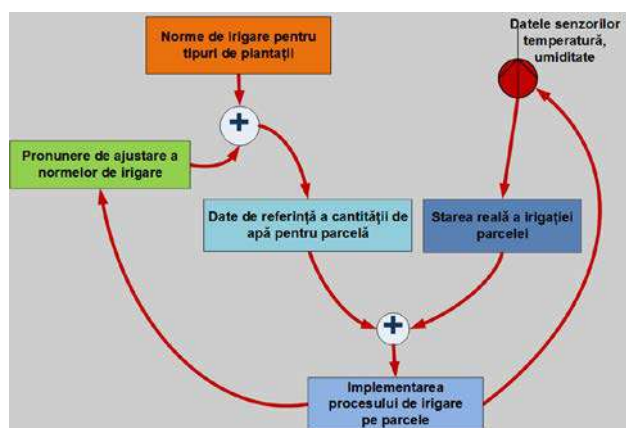 Norme de irigare pentru
tipuri de plantații
Datele senzorilor
temperatură,
umiditate
+
Pronunere de ajustare a
normelor de irigare
Date de referință a cantității de
apă pentru parcelă
Starea reală a irigației
parcelei
+
Implementarea
procesului de irigare
pe parcele